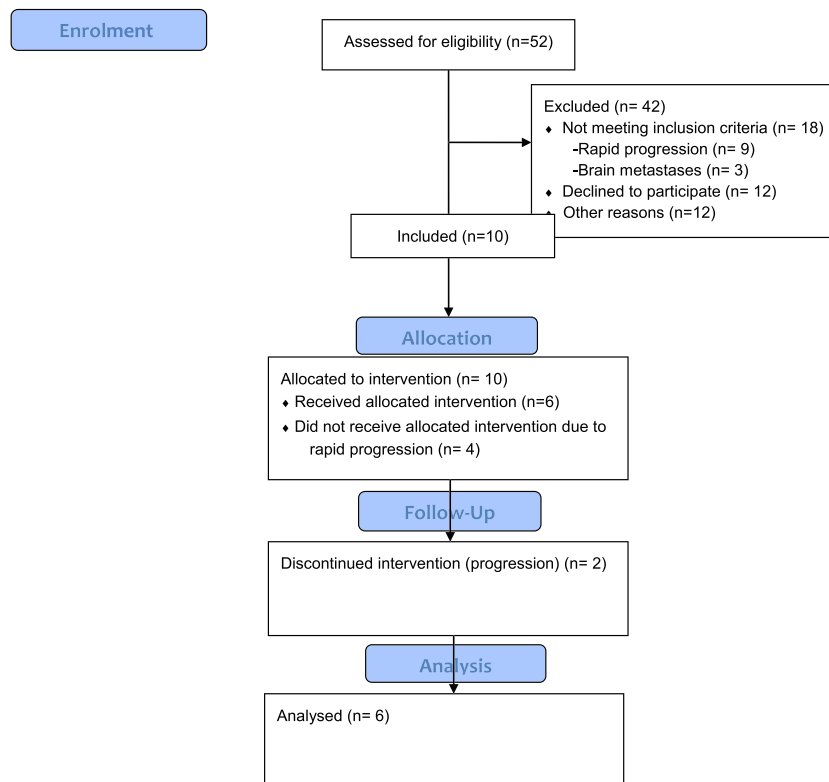 Enrolment
Assessed for eligibility (n=52)
Excluded (n= 42)
♦ Not meeting inclusion criteria (n= 18)
-Rapid progression (n= 9)
-Brain metastases (n= 3)
♦ Declined to participate (n= 12)
♦ Other reasons (n=12)
Included (n=10)
Allocation
Allocated to intervention (n= 10)
♦ Received allocated intervention (n=6)
♦ Did not receive allocated intervention due to
rapid progression (n= 4)
Follow-Up
Discontinued intervention (progression) (n= 2)
Analysis
Analysed (n= 6)